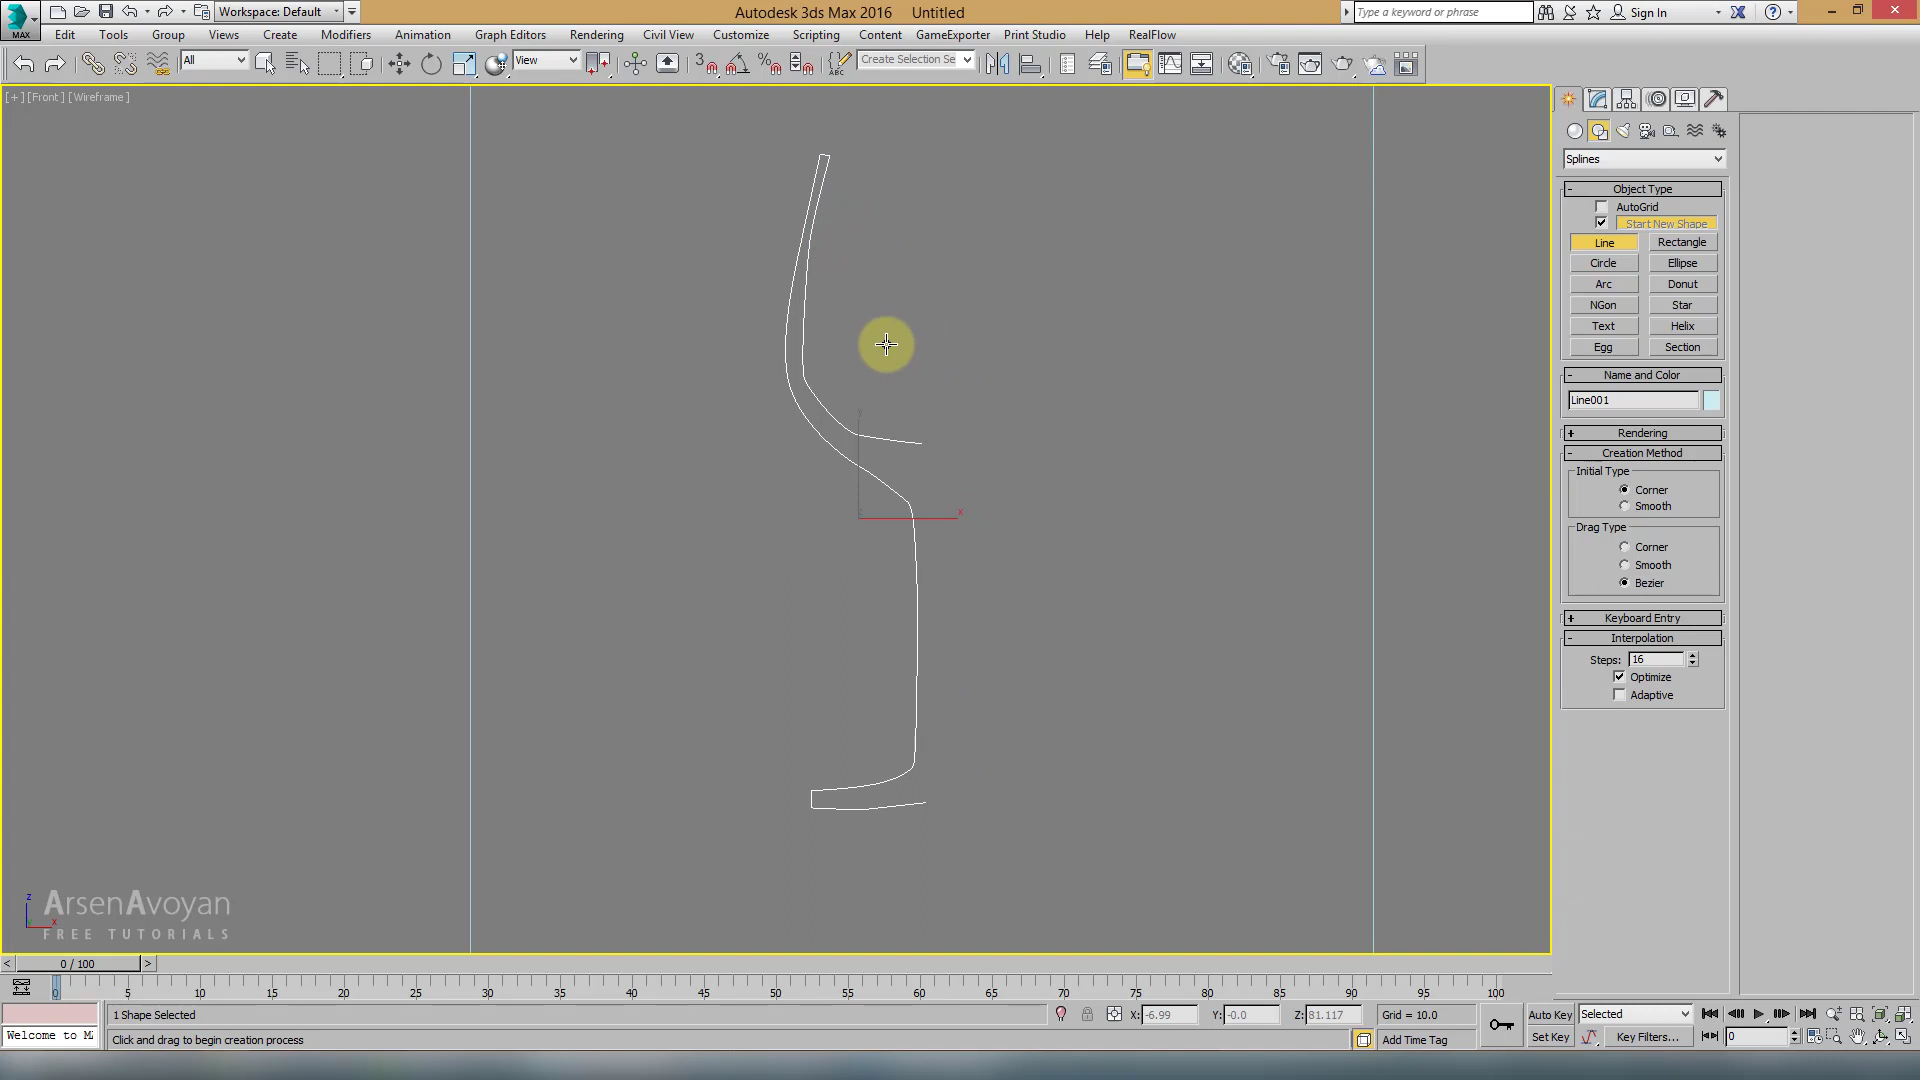 Autodesk 3ds Max 2016 Untitled
MAX
Workspace: Default
Type a keyword or phrase
Sign In
Edit Tools Group Views Create Modifiers Animation Graph Editors Rendering Civil View Customize Scripting Content GameExporter Print Studio Help RealFlow
All
View
3
ABC
Create Selection Se
[+] [Front] [Wireframe]
Splines
- Object Type
AutoGrid
Start New Shape
Line Rectangle
Circle Ellipse
Arc Donut
NGon Star
Text Helix
Egg Section
- Name and Color
Line001
+ Rendering
- Creation Method
Initial Type
Corner
Smooth
Drag Type
Corner
Smooth
Bezier
+ Keyboard Entry
- Interpolation
Steps: 16
Optimize
Adaptive
y
x
z
z
x
ArsenAvoyan
FREE TUTORIALS
< 0 / 100 >
0 5 10 15 20 25 30 35 40 45 50 55 60 65 70 75 80 85 90 95 100
1 Shape Selected
X: -6.99 Y: -0.0 Z: 81.117 Grid = 10.0
Auto Key Selected
Welcome to M
Click and drag to begin creation process
Add Time Tag
Set Key Key Filters... 0